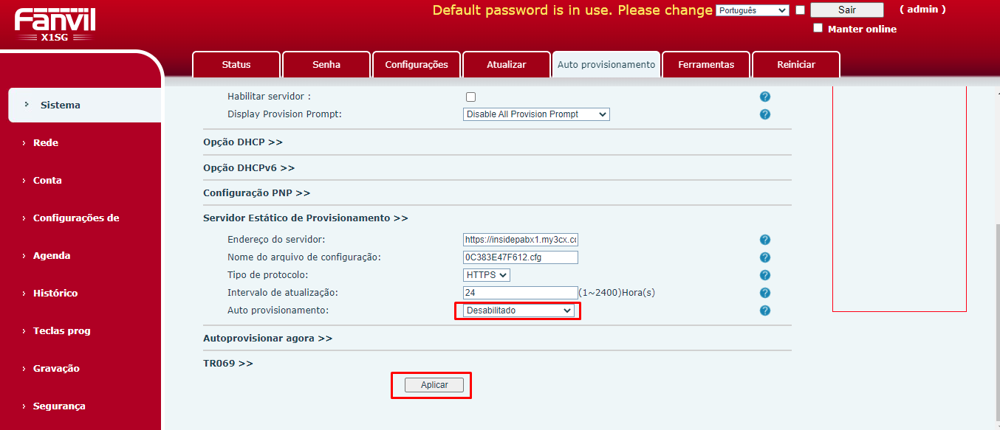 Fanvil
X1SG
Default password is in use. Please change
Português
Sair
( admin )
Manter online
Status
Senha
Configurações
Atualizar
Auto provisionamento
Ferramentas
Reiniciar
Sistema
Rede
Conta
Configurações de
Agenda
Histórico
Teclas prog
Gravação
Segurança
Habilitar servidor :
Display Provision Prompt:
Disable All Provision Prompt
Opção DHCP >>
Opção DHCPv6 >>
Configuração PNP >>
Servidor Estático de Provisionamento >>
Endereço do servidor:
https://insidepabx1.my3cx.cc
Nome do arquivo de configuração:
0C383E47F612.cfg
Tipo de protocolo:
HTTPS
Intervalo de atualização:
24
(1~2400)Hora(s)
Auto provisionamento:
Desabilitado
Autoprovisionar agora >>
TR069 >>
Aplicar